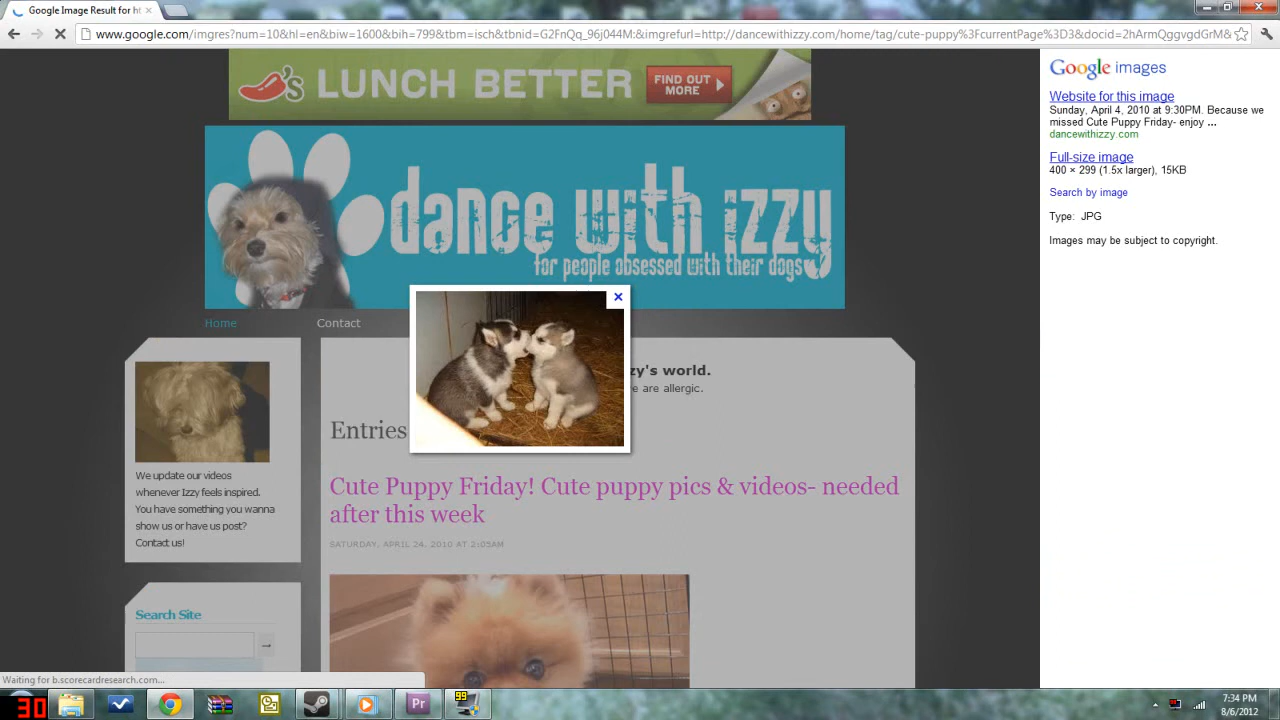 Google Image Result for ht
www.google.com/imgres?num=10&hl=en&biw=1600&bih=799&tbm=isch&tbnid=G2FnQq_96j044M:&imgrefurl=http://dancewithizzy.com/home/tag/cute-puppy%3FcurrentPage%3D3&docid=2hArmQggvgdGrM&
'S LUNCH BETTER
FIND OUT
MORE
dance with izzy
for people obsessed with their dogs
Home
Contact
zzy's world.
e are allergic.
We update our videos
whenever Izzy feels inspired.
You have something you wanna
show us or have us post?
Contact us!
Search Site
Entries
Cute Puppy Friday! Cute puppy pics & videos- needed
after this week
SATURDAY, APRIL 24, 2010 AT 2:05AM
Google images
Website for this image
Sunday, April 4, 2010 at 9:30PM. Because we
missed Cute Puppy Friday- enjoy ...
dancewithizzy.com
Full-size image
400 × 299 (1.5x larger), 15KB
Search by image
Type: JPG
Images may be subject to copyright.
Waiting for b.scorecardresearch.com...
30
Pr
99
7:34 PM
8/6/2012